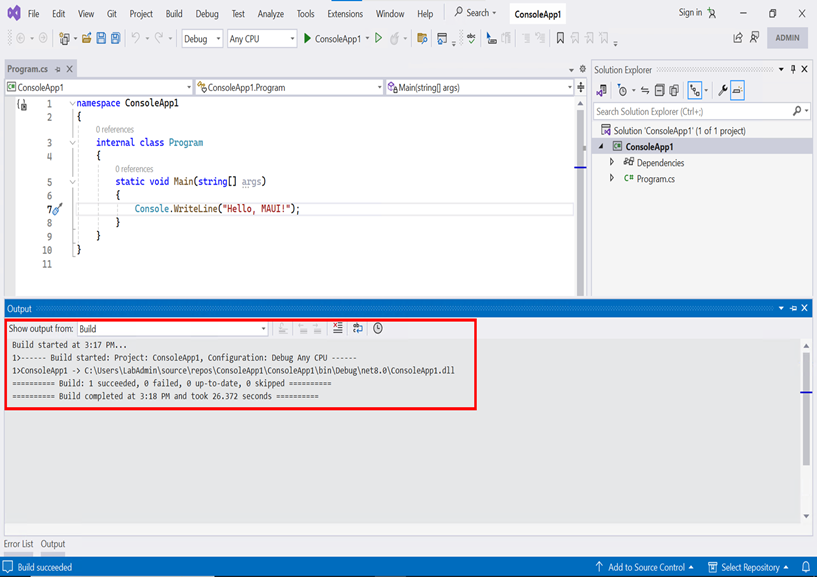 File Edit View Git Project Build Debug Test Analyze Tools Extensions Window Help Search ConsoleApp1 Sign in
Debug Any CPU ConsoleApp1 ADMIN
Program.cs
ConsoleApp1 ConsoleApp1.Program Main(string[] args)
1 namespace ConsoleApp1
2 {
0 references
3 internal class Program
4 {
0 references
5 static void Main(string[] args)
6 {
7 Console.WriteLine("Hello, MAUI!");
8 }
9 }
10 }
11
Solution Explorer
Search Solution Explorer (Ctrl+;)
Solution 'ConsoleApp1' (1 of 1 project)
ConsoleApp1
Dependencies
C# Program.cs
Output
Show output from: Build
Build started at 3:17 PM...
1>------ Build started: Project: ConsoleApp1, Configuration: Debug Any CPU ------
1>ConsoleApp1 -> C:\Users\LabAdmin\source\repos\ConsoleApp1\ConsoleApp1\bin\Debug\net8.0\ConsoleApp1.dll
========== Build: 1 succeeded, 0 failed, 0 up-to-date, 0 skipped ==========
========== Build completed at 3:18 PM and took 26.372 seconds ==========
Error List Output
Build succeeded Add to Source Control Select Repository